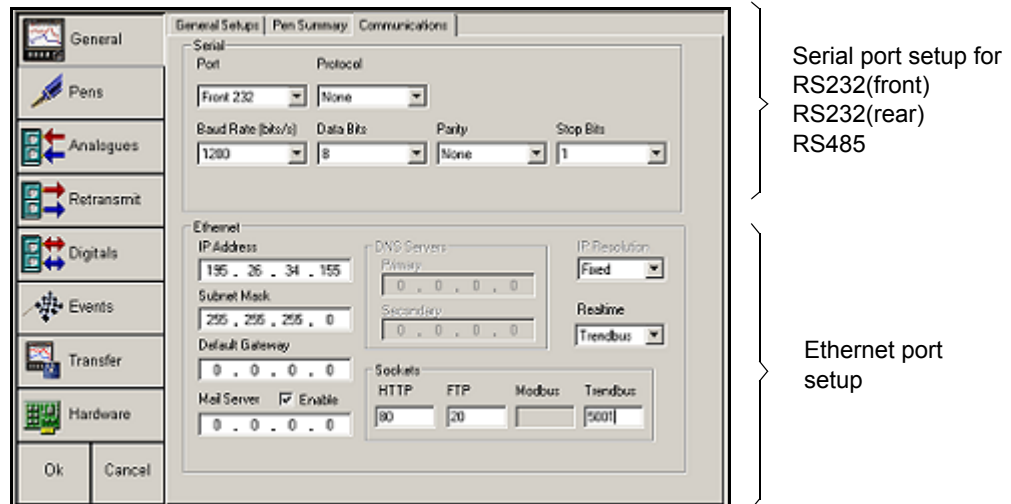 General
Pens
Analogues
Retransmit
Digitals
Events
Transfer
Hardware
Ok Cancel
General Setups Pen Summary Communications
Serial
Port Protocol
Front 232 None
Baud Rate (bits/s) Data Bits Parity Stop Bits
1200 8 None 1
Ethernet
IP Address
195 . 26 . 34 . 155
Subnet Mask
255 . 255 . 255 . 0
Default Gateway
0 . 0 . 0 . 0
Mail Server Enable
0 . 0 . 0 . 0
DNS Servers
Primary
0 . 0 . 0 . 0
Secondary
0 . 0 . 0 . 0
IP Resolution
Fixed
Realtime
Trendbus
Sockets
HTTP FTP Modbus Trendbus
80 20 5001
Serial port setup for
RS232(front)
RS232(rear)
RS485
Ethernet port
setup